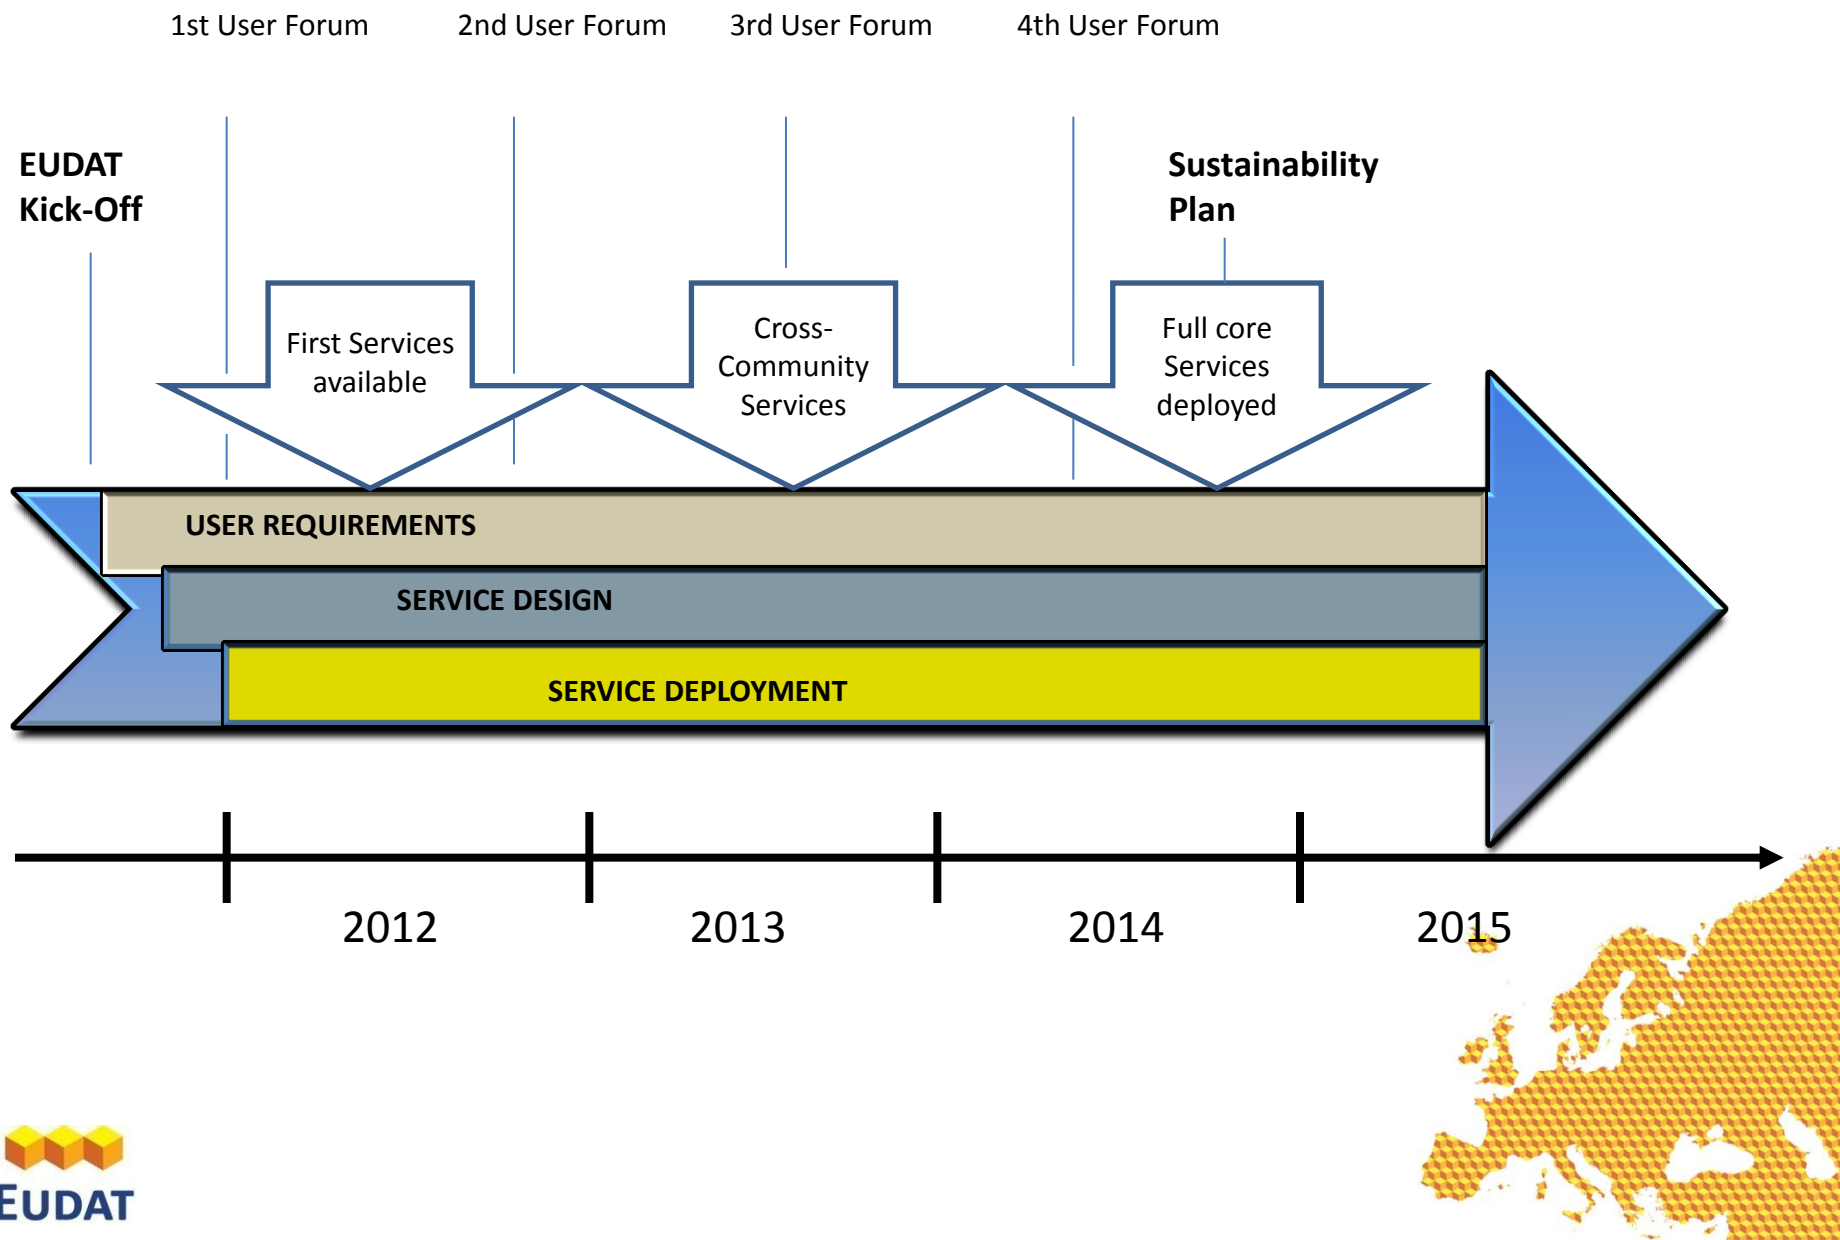 1st User Forum
2nd User Forum
3rd User Forum
4th User Forum
EUDAT
Kick-Off
Sustainability
Plan
First Services
available
Cross-
Community
Services
Full core
Services
deployed
USER REQUIREMENTS
SERVICE DESIGN
SERVICE DEPLOYMENT
2012
2013
2014
2015
EUDAT